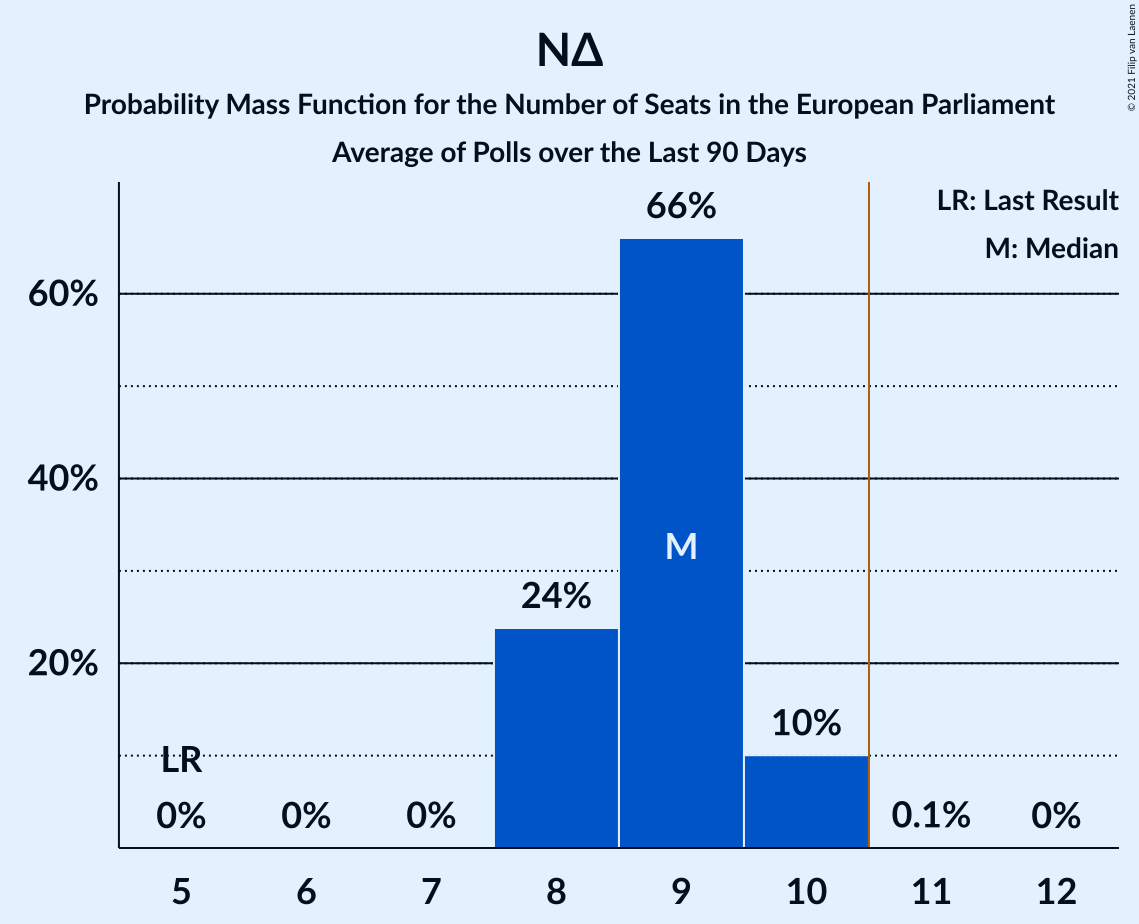 ΝΔ
Probability Mass Function for the Number of Seats in the European Parliament
Average of Polls over the Last 90 Days
© 2021 Filip van Laenen
LR: Last Result
M: Median
66%
60%
40%
M
24%
20%
10%
LR
0%
0%
0%
0.1%
0%
5
6
7
8
9
10
11
12